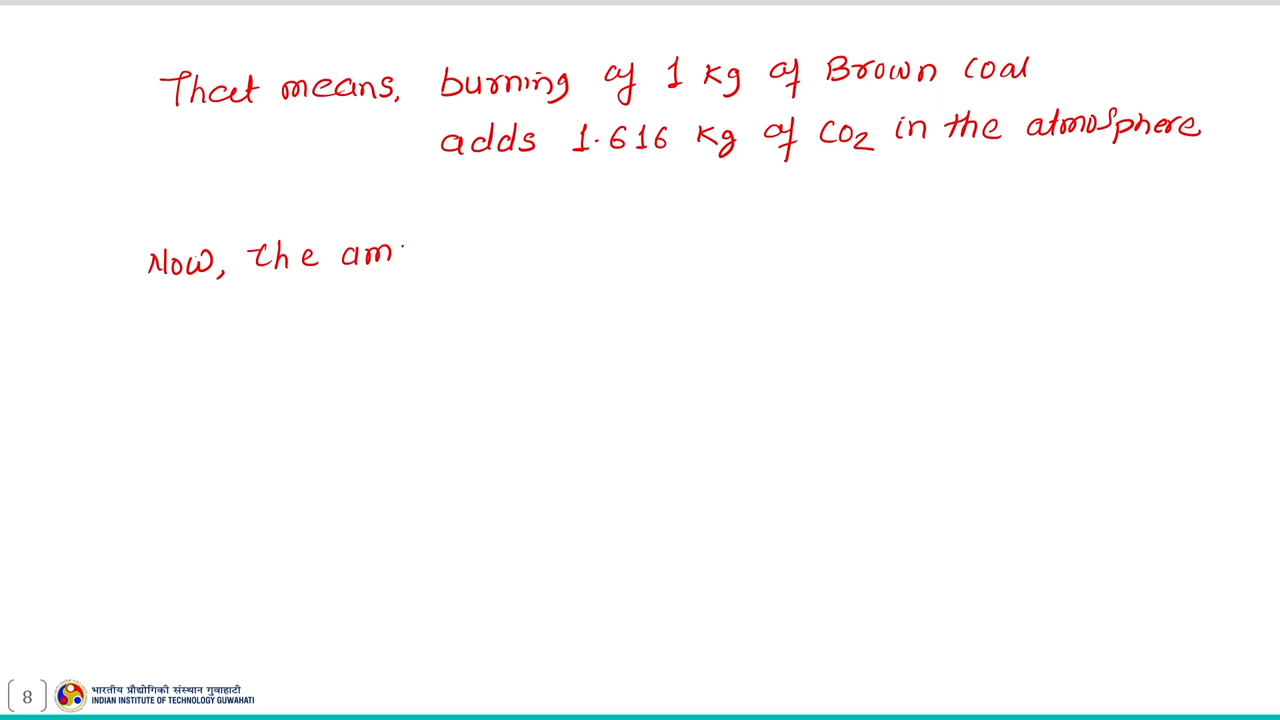 That means, burning of 1 kg of Brown coal
adds 1.616 kg of CO2 in the atmosphere
Now, the am
8
भारतीय प्रौद्योगिकी संस्थान गुवाहाटी
INDIAN INSTITUTE OF TECHNOLOGY GUWAHATI